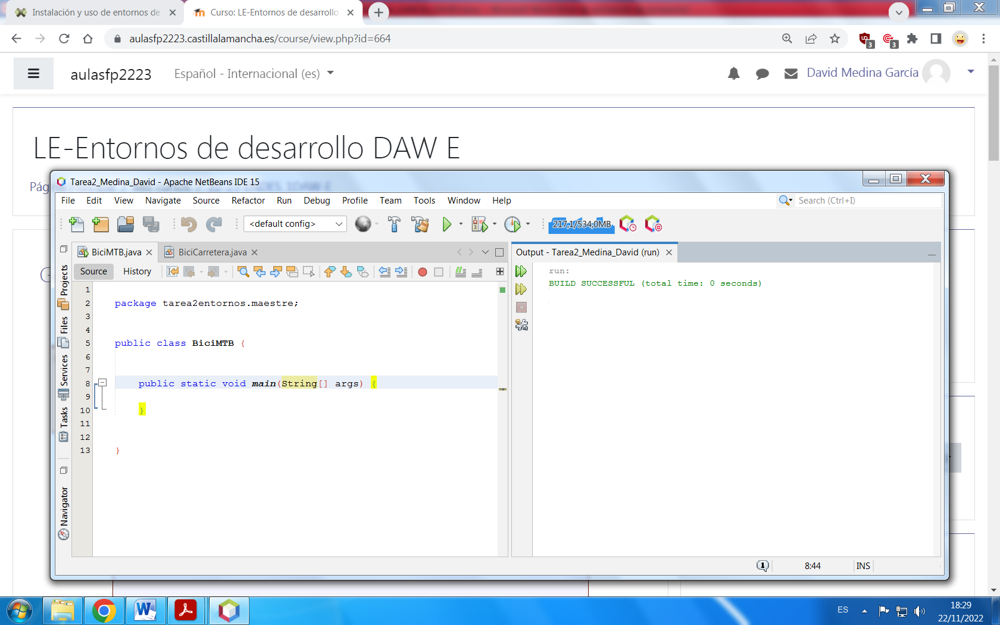 Instalación y uso de entornos de
Curso: LE-Entornos de desarrollo
aulasfp2223.castillalamancha.es/course/view.php?id=664
3
3
aulasfp2223
Español - Internacional (es)
David Medina García
LE-Entornos de desarrollo DAW E
Pág
Tarea2_Medina_David - Apache NetBeans IDE 15
File Edit View Navigate Source Refactor Run Debug Profile Team Tools Window Help
Search (Ctrl+I)
<default config>
217,1/534,0MB
BiciMTB.java
BiciCarretera.java
Output - Tarea2_Medina_David (run)
Source History
Projects
Files
Services
Tasks
Navigator
1
2 package tarea2entornos.maestre;
3
4
5 public class BiciMTB {
6
7
8 public static void main(String[] args) {
9
10 }
11
12
13 }
run:
BUILD SUCCESSFUL (total time: 0 seconds)
1
8:44
INS
ES
18:29
22/11/2022